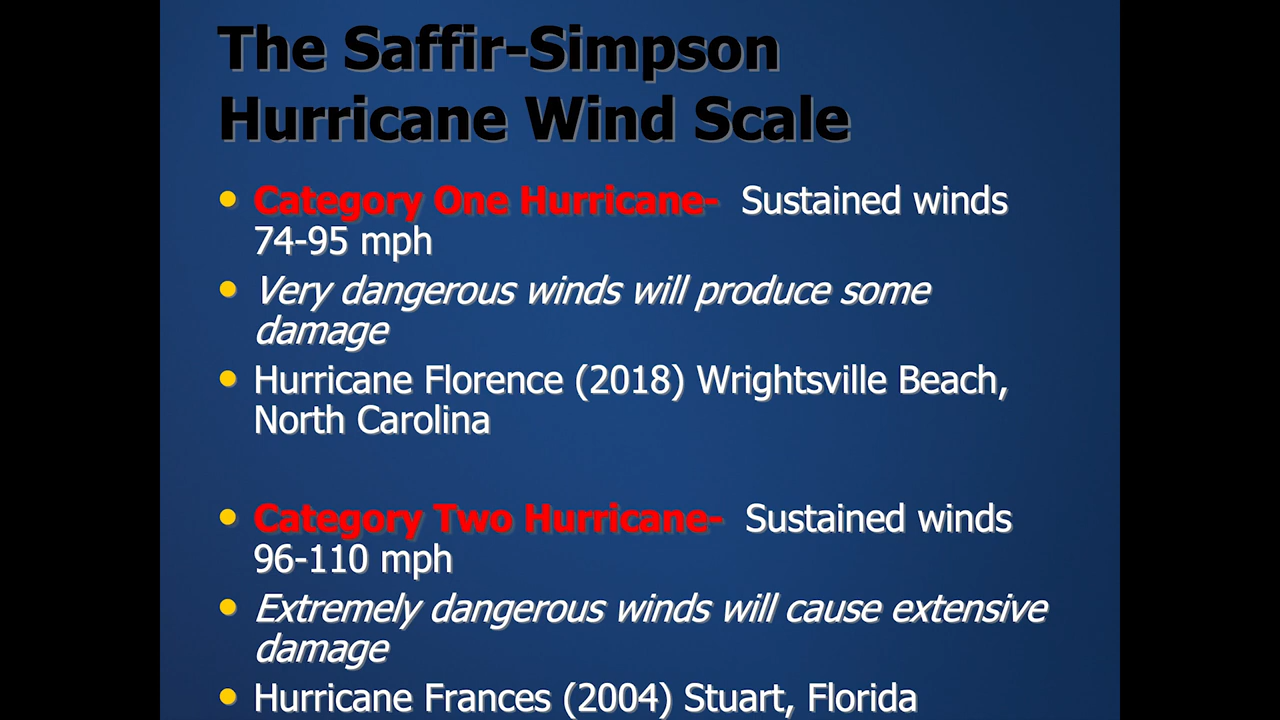 The Saffir-Simpson
Hurricane Wind Scale
• Category One Hurricane- Sustained winds
74-95 mph
• Very dangerous winds will produce some
damage
• Hurricane Florence (2018) Wrightsville Beach,
North Carolina
• Category Two Hurricane- Sustained winds
96-110 mph
• Extremely dangerous winds will cause extensive
damage
• Hurricane Frances (2004) Stuart, Florida